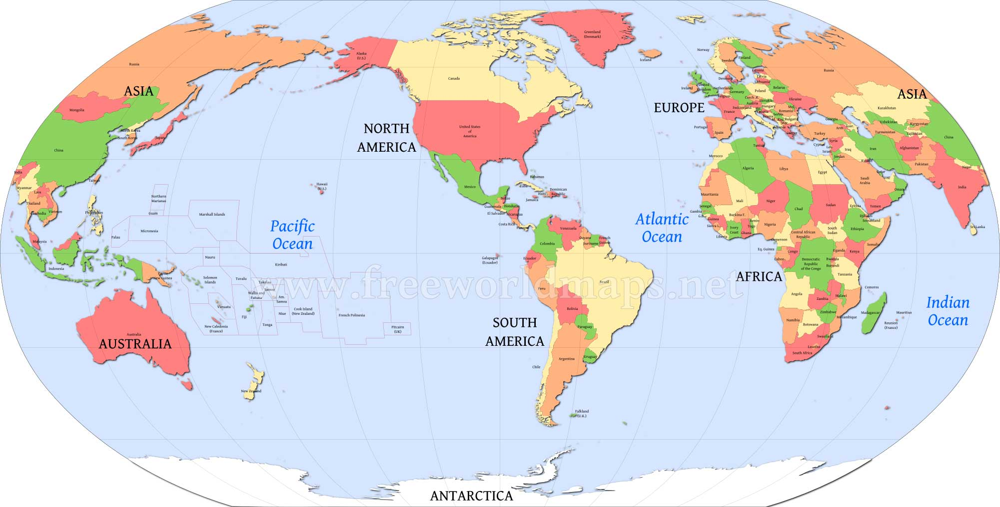 Greenland
(Denmark)
Alaska
(U.S.)
Iceland
Norway
Sweden
Finland
Russia
Russia
Canada
ASIA
ASIA
Mongolia
Estonia
Latvia
Lithuania
Denmark
Ireland
United
Kingdom
Netherlands
Belgium
Germany
Poland
Belarus
Czech .R.
Slovakia
Ukraine
EUROPE
France
Switzerland
Austria
Slo.
Hungary
Croatia
Mol.
Romania
Bosnia
Serbia
M.
Kos.
Bulgaria
Mac.
Italy
Albania
Greece
Portugal
Spain
Turkey
Georgia
Arm.
Azer.
Kazakhstan
Uzbekistan
Kyrgyzstan
Turmenistan
Tajikistan
China
North Korea
South Korea
Japan
China
NORTH
AMERICA
United States
of
America
Cyprus
Leb.
Israel
Syria
Iraq
Jordan
Kuwait
Iran
Afghanistan
Pakistan
Nepal
Tunisia
Morocco
Algeria
Libya
Egypt
Saudi
Arabia
Qatar
UAE
Oman
India
India
Myanmar
Laos
Thailand
Cambodia
Vietnam
Taiwan
Philippines
Northern
Marianas
Guam
Hawaii
(U.S.)
Mexico
Bahamas
Cuba
Haiti
Dominican
Republic
Jamaica
Belize
Guatemala
Honduras
El Salvador
Nicaragua
Costa Rica
Panama
Mauritania
Mali
Niger
Chad
Sudan
Eritrea
Yemen
Senegal
Gambia
G.B.
Guinea
Sierra L.
Liberia
Ivory
Coast
Burkina F.
Ghana
Togo
Benin
Nigeria
Djibouti
Somaliland
Ethiopia
South
Sudan
Central African
Republic
Cameroon
Sri Lanka
Marshall Islands
Micronesia
Palau
Pacific
Ocean
Atlantic
Ocean
Malaysia
Indonesia
Papua
New Guinea
Nauru
Kiribati
Solomon
Islands
Tuvalu
Tokelau
Samoa
Wallis and
Futuna
Am.
Samoa
Vanuatu
Fiji
New Caledonia
(France)
Tonga
Niue
Cook Island
(New Zealand)
French Polinesia
Pitcairn
(UK)
Galapagos
(Ecuador)
Venezuela
Colombia
Guyana
Suriname
French
Guiana
Ecuador
Peru
Brazil
Bolivia
Paraguay
Argentina
Uruguay
Chile
SOUTH
AMERICA
Falkland
(U.K.)
Eq. Guinea
Gabon
Congo
Democratic
Republic
of the Congo
Uganda
Kenya
Somalia
Rwanda
Burundi
Tanzania
AFRICA
Angola
Zambia
Malawi
Comoros
Zimbabwe
Mozambique
Madagascar
Mauritius
Reunion
(France)
Namibia
Botswana
Swaziland
Lesotho
South Africa
Indian
Ocean
Australia
AUSTRALIA
New Zealand
ANTARCTICA
www.freeworldmaps.net